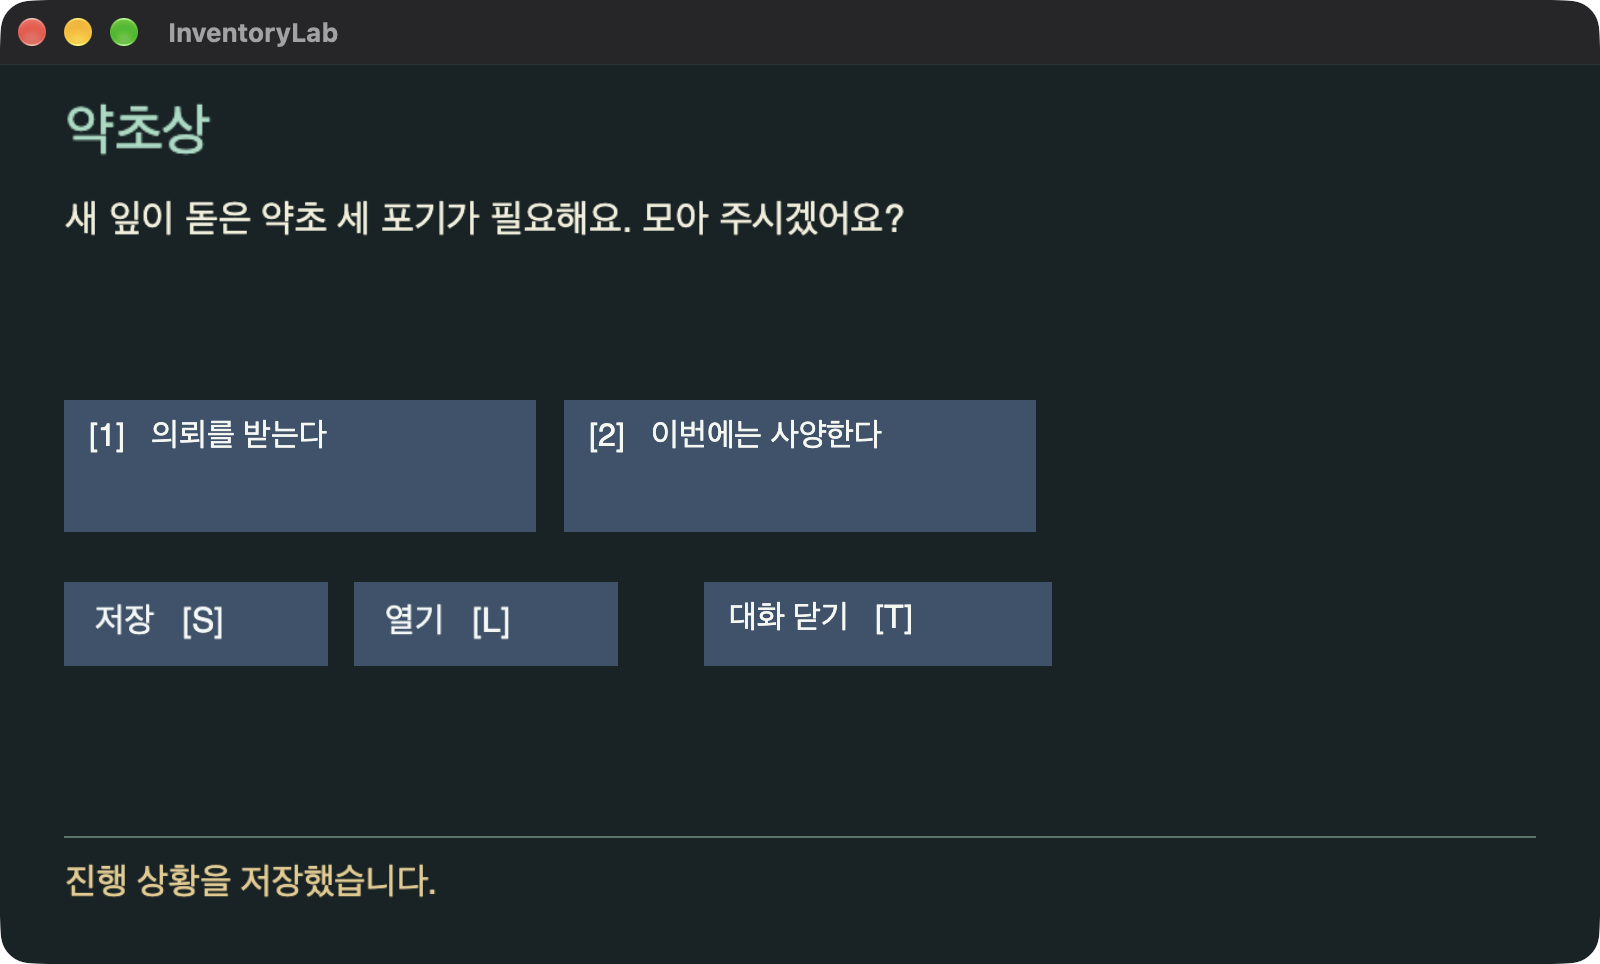 InventoryLab
약초상
새 잎이 돋은 약초 세 포기가 필요해요. 모아 주시겠어요?
[1] 의뢰를 받는다
[2] 이번에는 사양한다
저장 [S]
열기 [L]
대화 닫기 [T]
진행 상황을 저장했습니다.